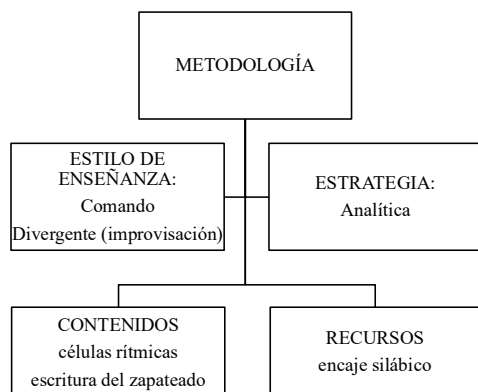 METODOLOGÍA
ESTILO DE
ENSEÑANZA:
Comando
Divergente (improvisación)
ESTRATEGIA:
Analítica
CONTENIDOS
células rítmicas
escritura del zapateado
RECURSOS
encaje silábico